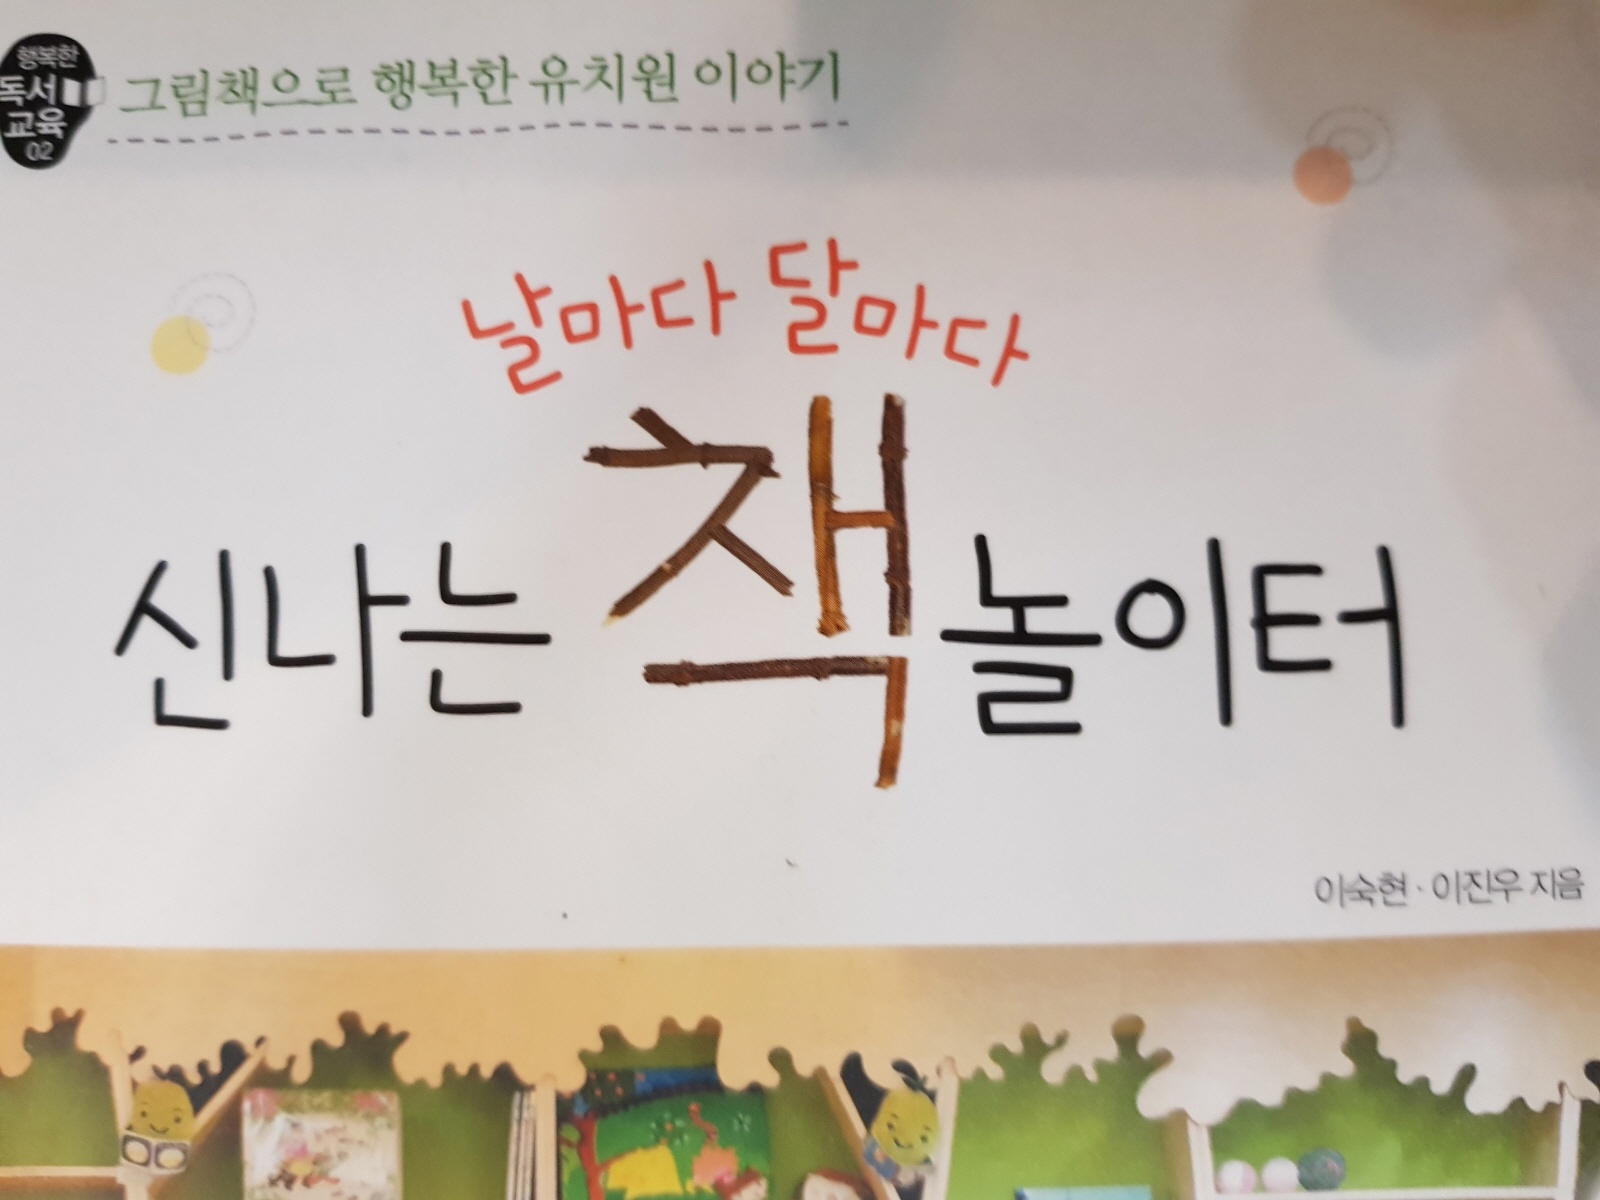 행복한
독서
교육
02
그림책으로 행복한 유치원 이야기
날마다 달마다
신나는 책 놀이터
이숙현·이진우 지음